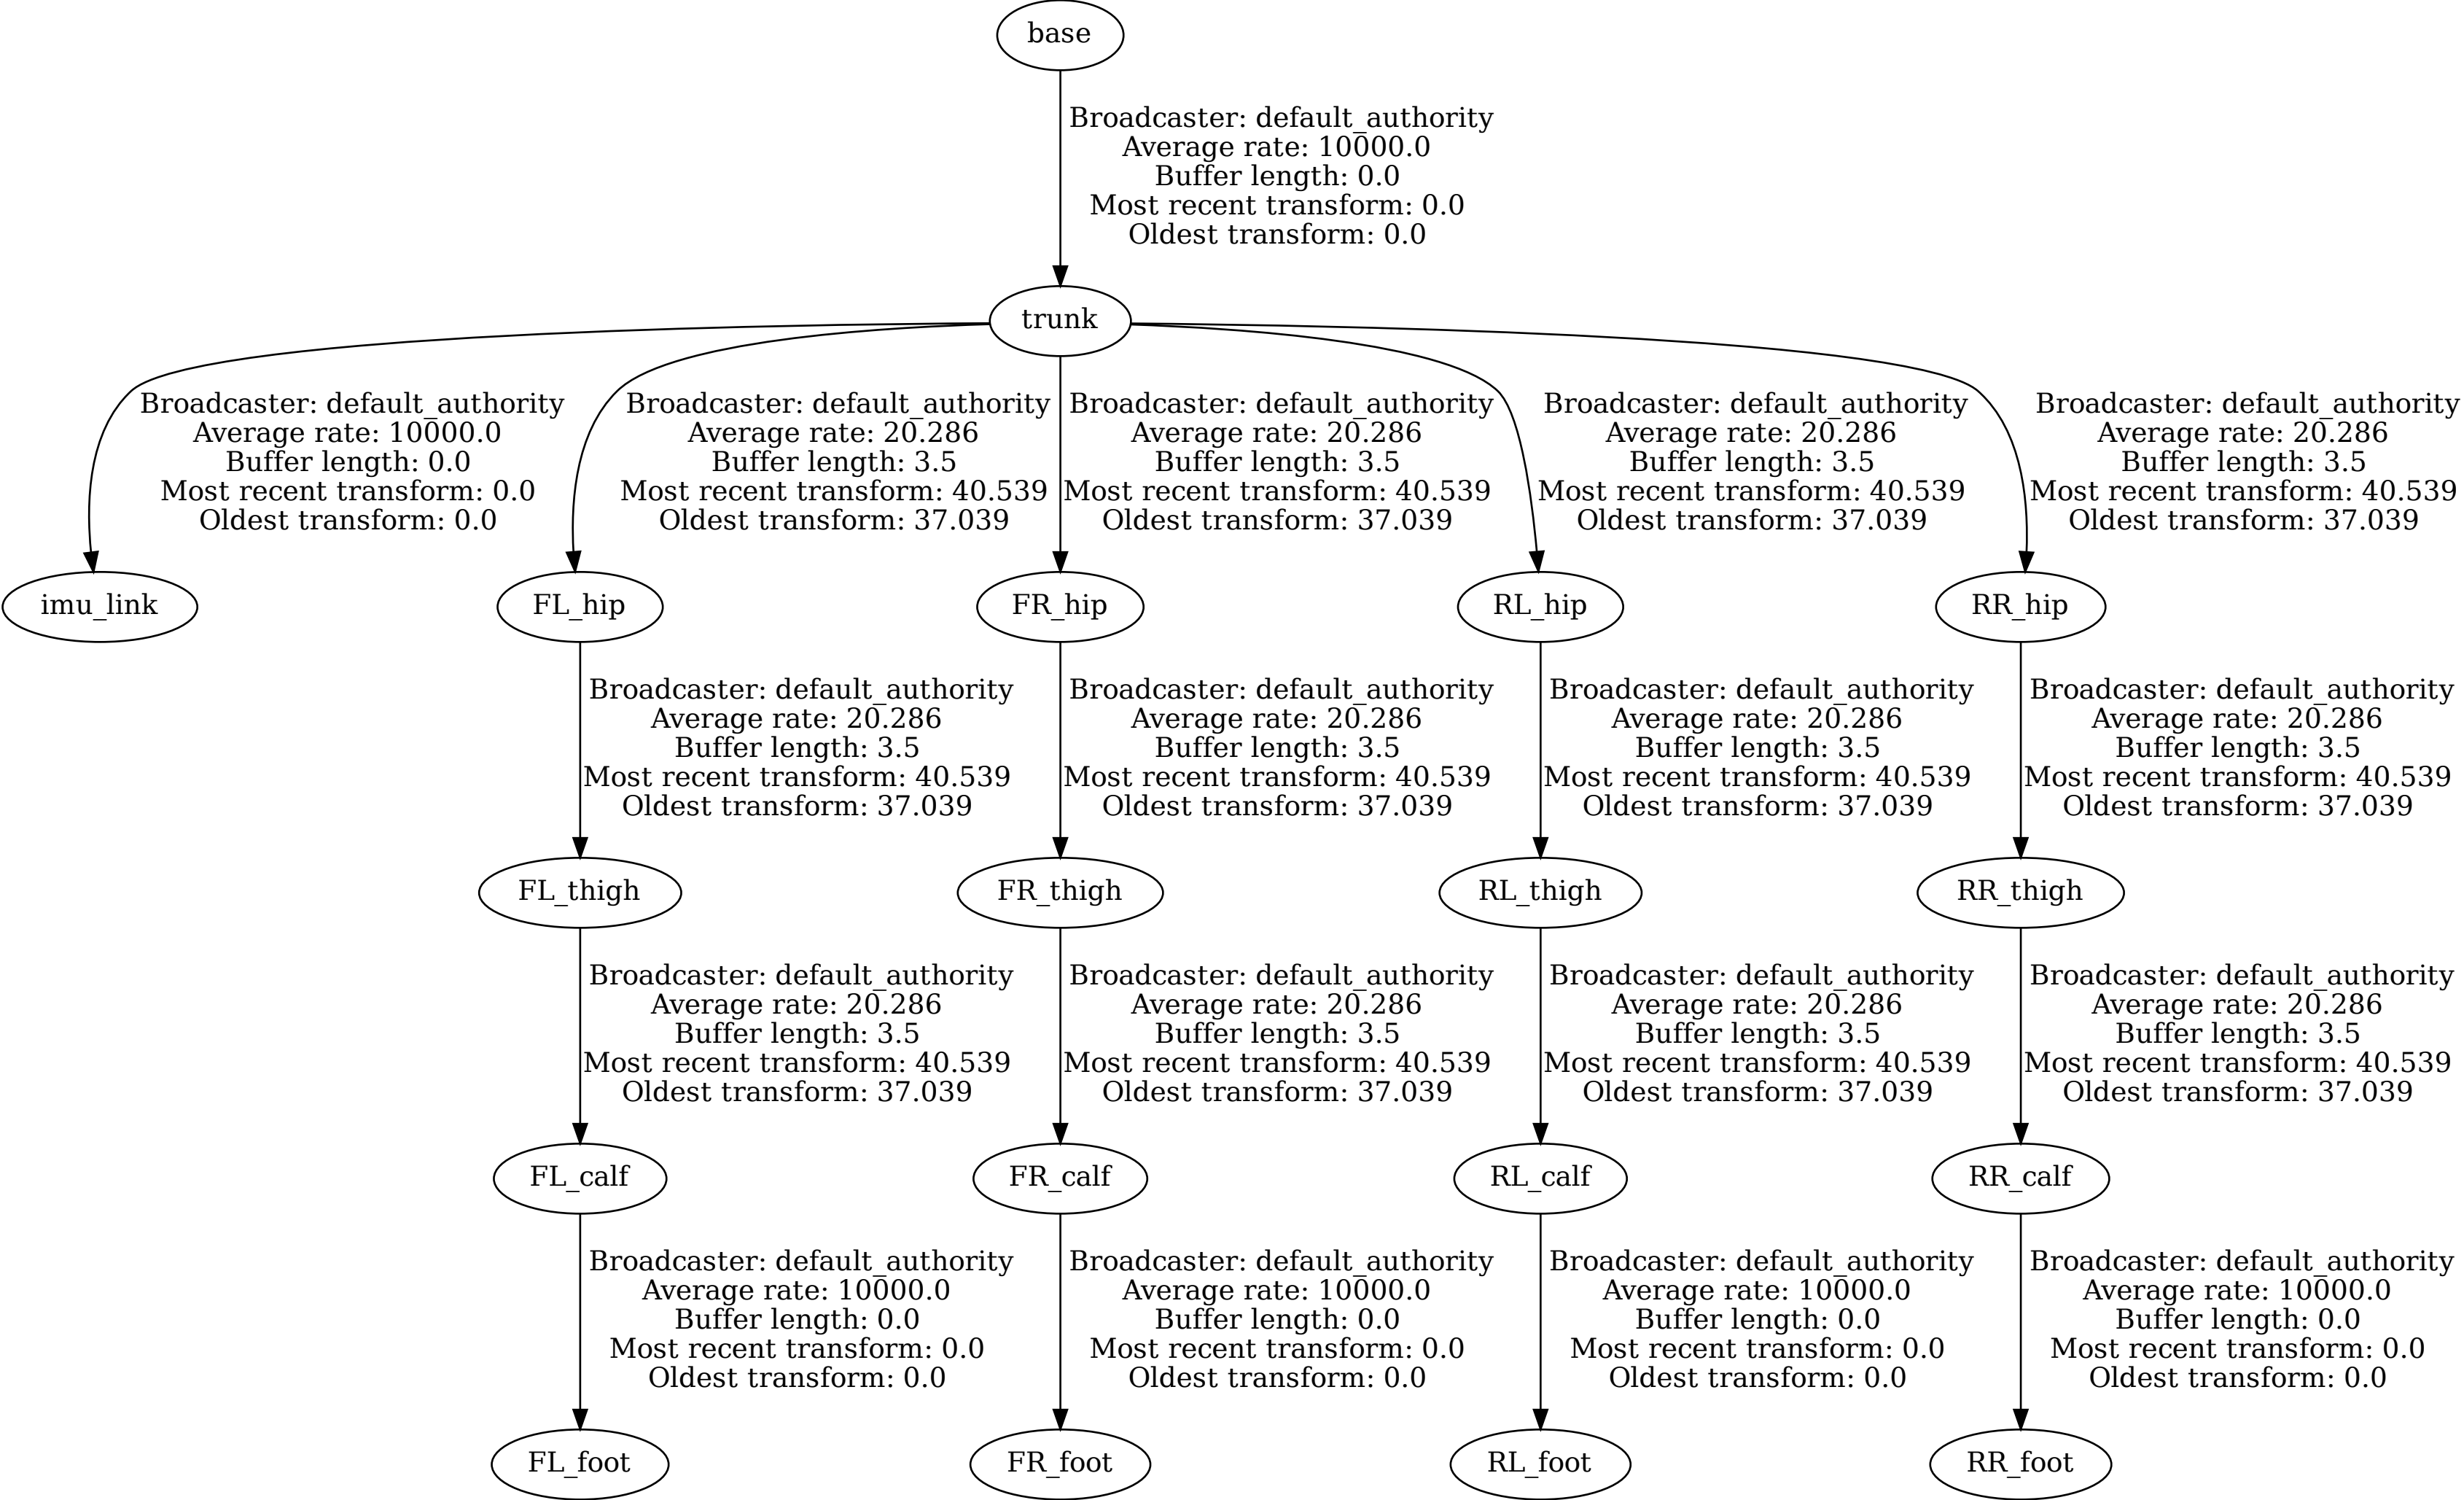 base
Broadcaster: default_authority
Average rate: 10000.0
Buffer length: 0.0
Most recent transform: 0.0
Oldest transform: 0.0
trunk
Broadcaster: default_authority
Average rate: 10000.0
Buffer length: 0.0
Most recent transform: 0.0
Oldest transform: 0.0
Broadcaster: default_authority
Average rate: 20.286
Buffer length: 3.5
Most recent transform: 40.539
Oldest transform: 37.039
Broadcaster: default_authority
Average rate: 20.286
Buffer length: 3.5
Most recent transform: 40.539
Oldest transform: 37.039
Broadcaster: default_authority
Average rate: 20.286
Buffer length: 3.5
Most recent transform: 40.539
Oldest transform: 37.039
Broadcaster: default_authority
Average rate: 20.286
Buffer length: 3.5
Most recent transform: 40.539
Oldest transform: 37.039
imu_link
FL_hip
FR_hip
RL_hip
RR_hip
Broadcaster: default_authority
Average rate: 20.286
Buffer length: 3.5
Most recent transform: 40.539
Oldest transform: 37.039
Broadcaster: default_authority
Average rate: 20.286
Buffer length: 3.5
Most recent transform: 40.539
Oldest transform: 37.039
Broadcaster: default_authority
Average rate: 20.286
Buffer length: 3.5
Most recent transform: 40.539
Oldest transform: 37.039
Broadcaster: default_authority
Average rate: 20.286
Buffer length: 3.5
Most recent transform: 40.539
Oldest transform: 37.039
FL_thigh
FR_thigh
RL_thigh
RR_thigh
Broadcaster: default_authority
Average rate: 20.286
Buffer length: 3.5
Most recent transform: 40.539
Oldest transform: 37.039
Broadcaster: default_authority
Average rate: 20.286
Buffer length: 3.5
Most recent transform: 40.539
Oldest transform: 37.039
Broadcaster: default_authority
Average rate: 20.286
Buffer length: 3.5
Most recent transform: 40.539
Oldest transform: 37.039
Broadcaster: default_authority
Average rate: 20.286
Buffer length: 3.5
Most recent transform: 40.539
Oldest transform: 37.039
FL_calf
FR_calf
RL_calf
RR_calf
Broadcaster: default_authority
Average rate: 10000.0
Buffer length: 0.0
Most recent transform: 0.0
Oldest transform: 0.0
Broadcaster: default_authority
Average rate: 10000.0
Buffer length: 0.0
Most recent transform: 0.0
Oldest transform: 0.0
Broadcaster: default_authority
Average rate: 10000.0
Buffer length: 0.0
Most recent transform: 0.0
Oldest transform: 0.0
Broadcaster: default_authority
Average rate: 10000.0
Buffer length: 0.0
Most recent transform: 0.0
Oldest transform: 0.0
FL_foot
FR_foot
RL_foot
RR_foot